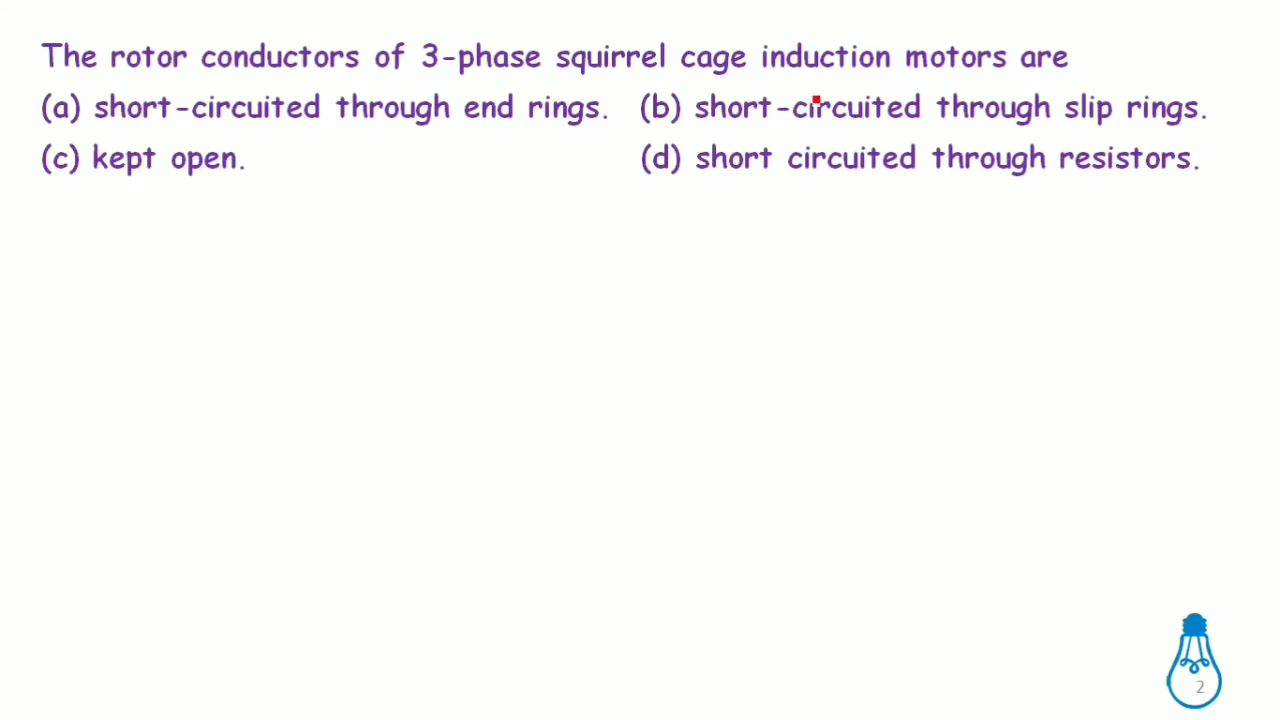 The rotor conductors of 3-phase squirrel cage induction motors are
(a) short-circuited through end rings. (b) short-circuited through slip rings.
(c) kept open. (d) short circuited through resistors.
2